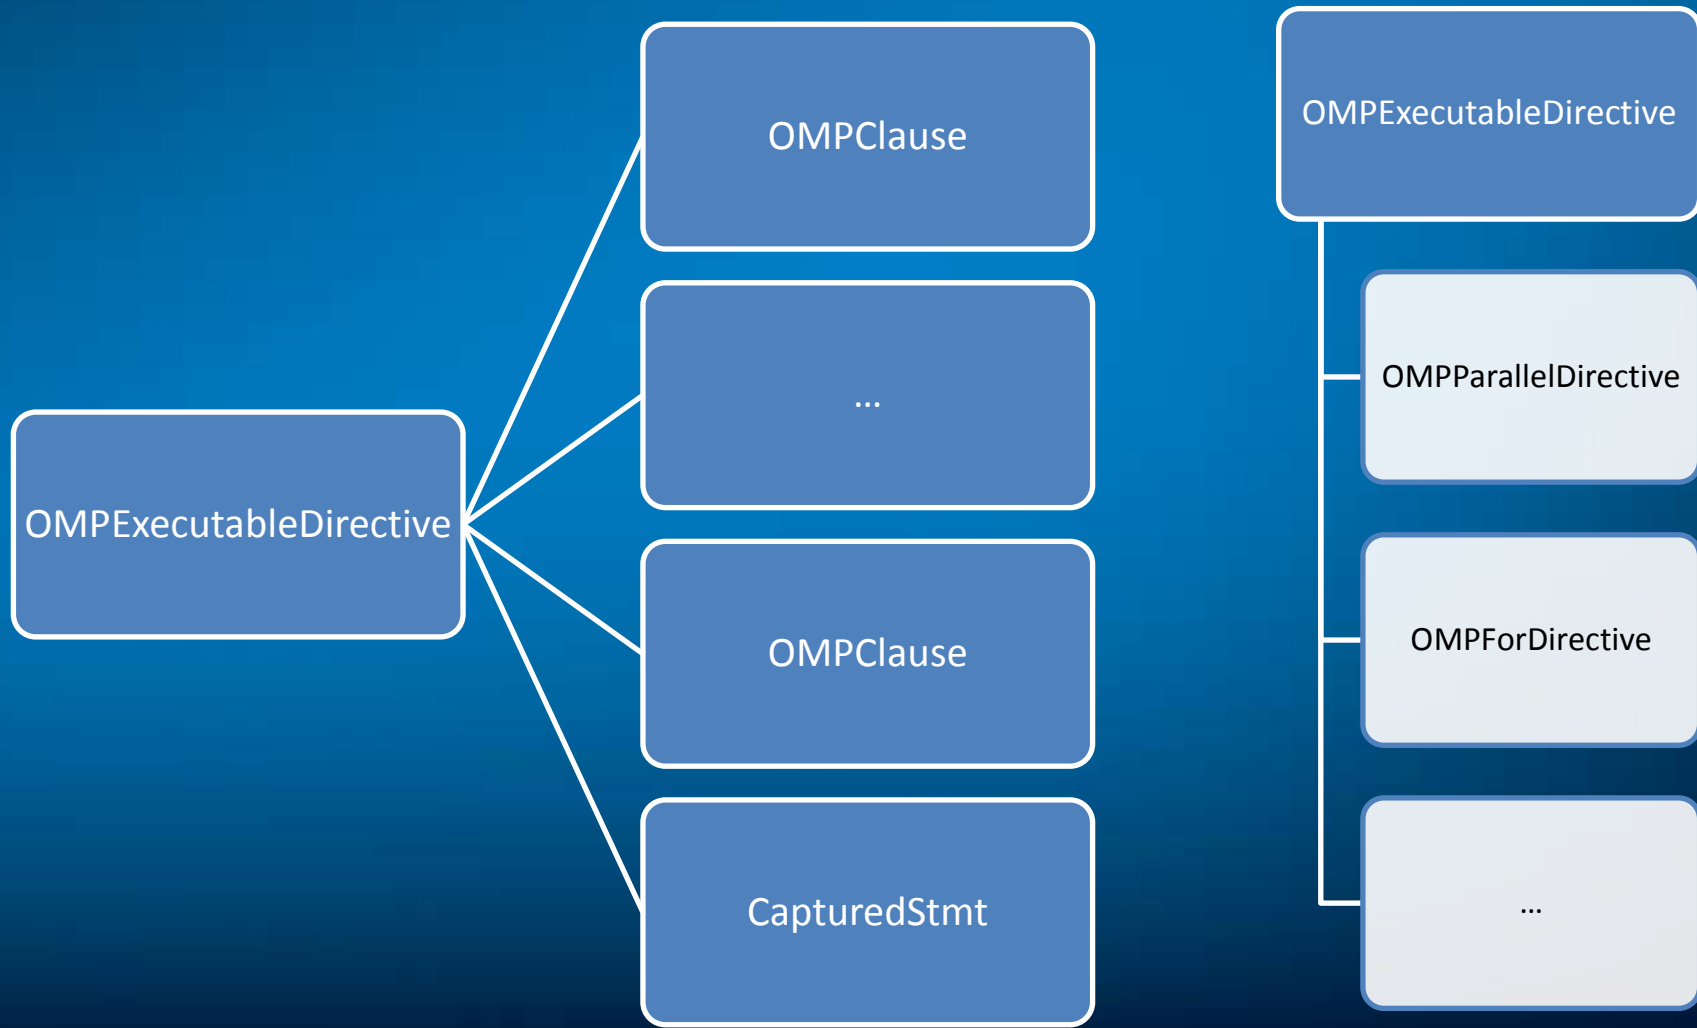 OMPExecutableDirective
OMPClause
...
OMPClause
CapturedStmt
OMPExecutableDirective
OMPParallelDirective
OMPForDirective
...